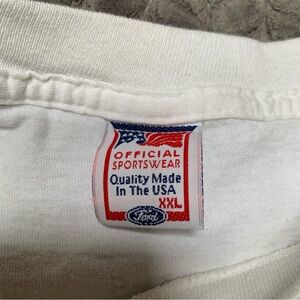 OFFICIAL
SPORTSWEAR
Quality Made
In The USA
XXL
Ford